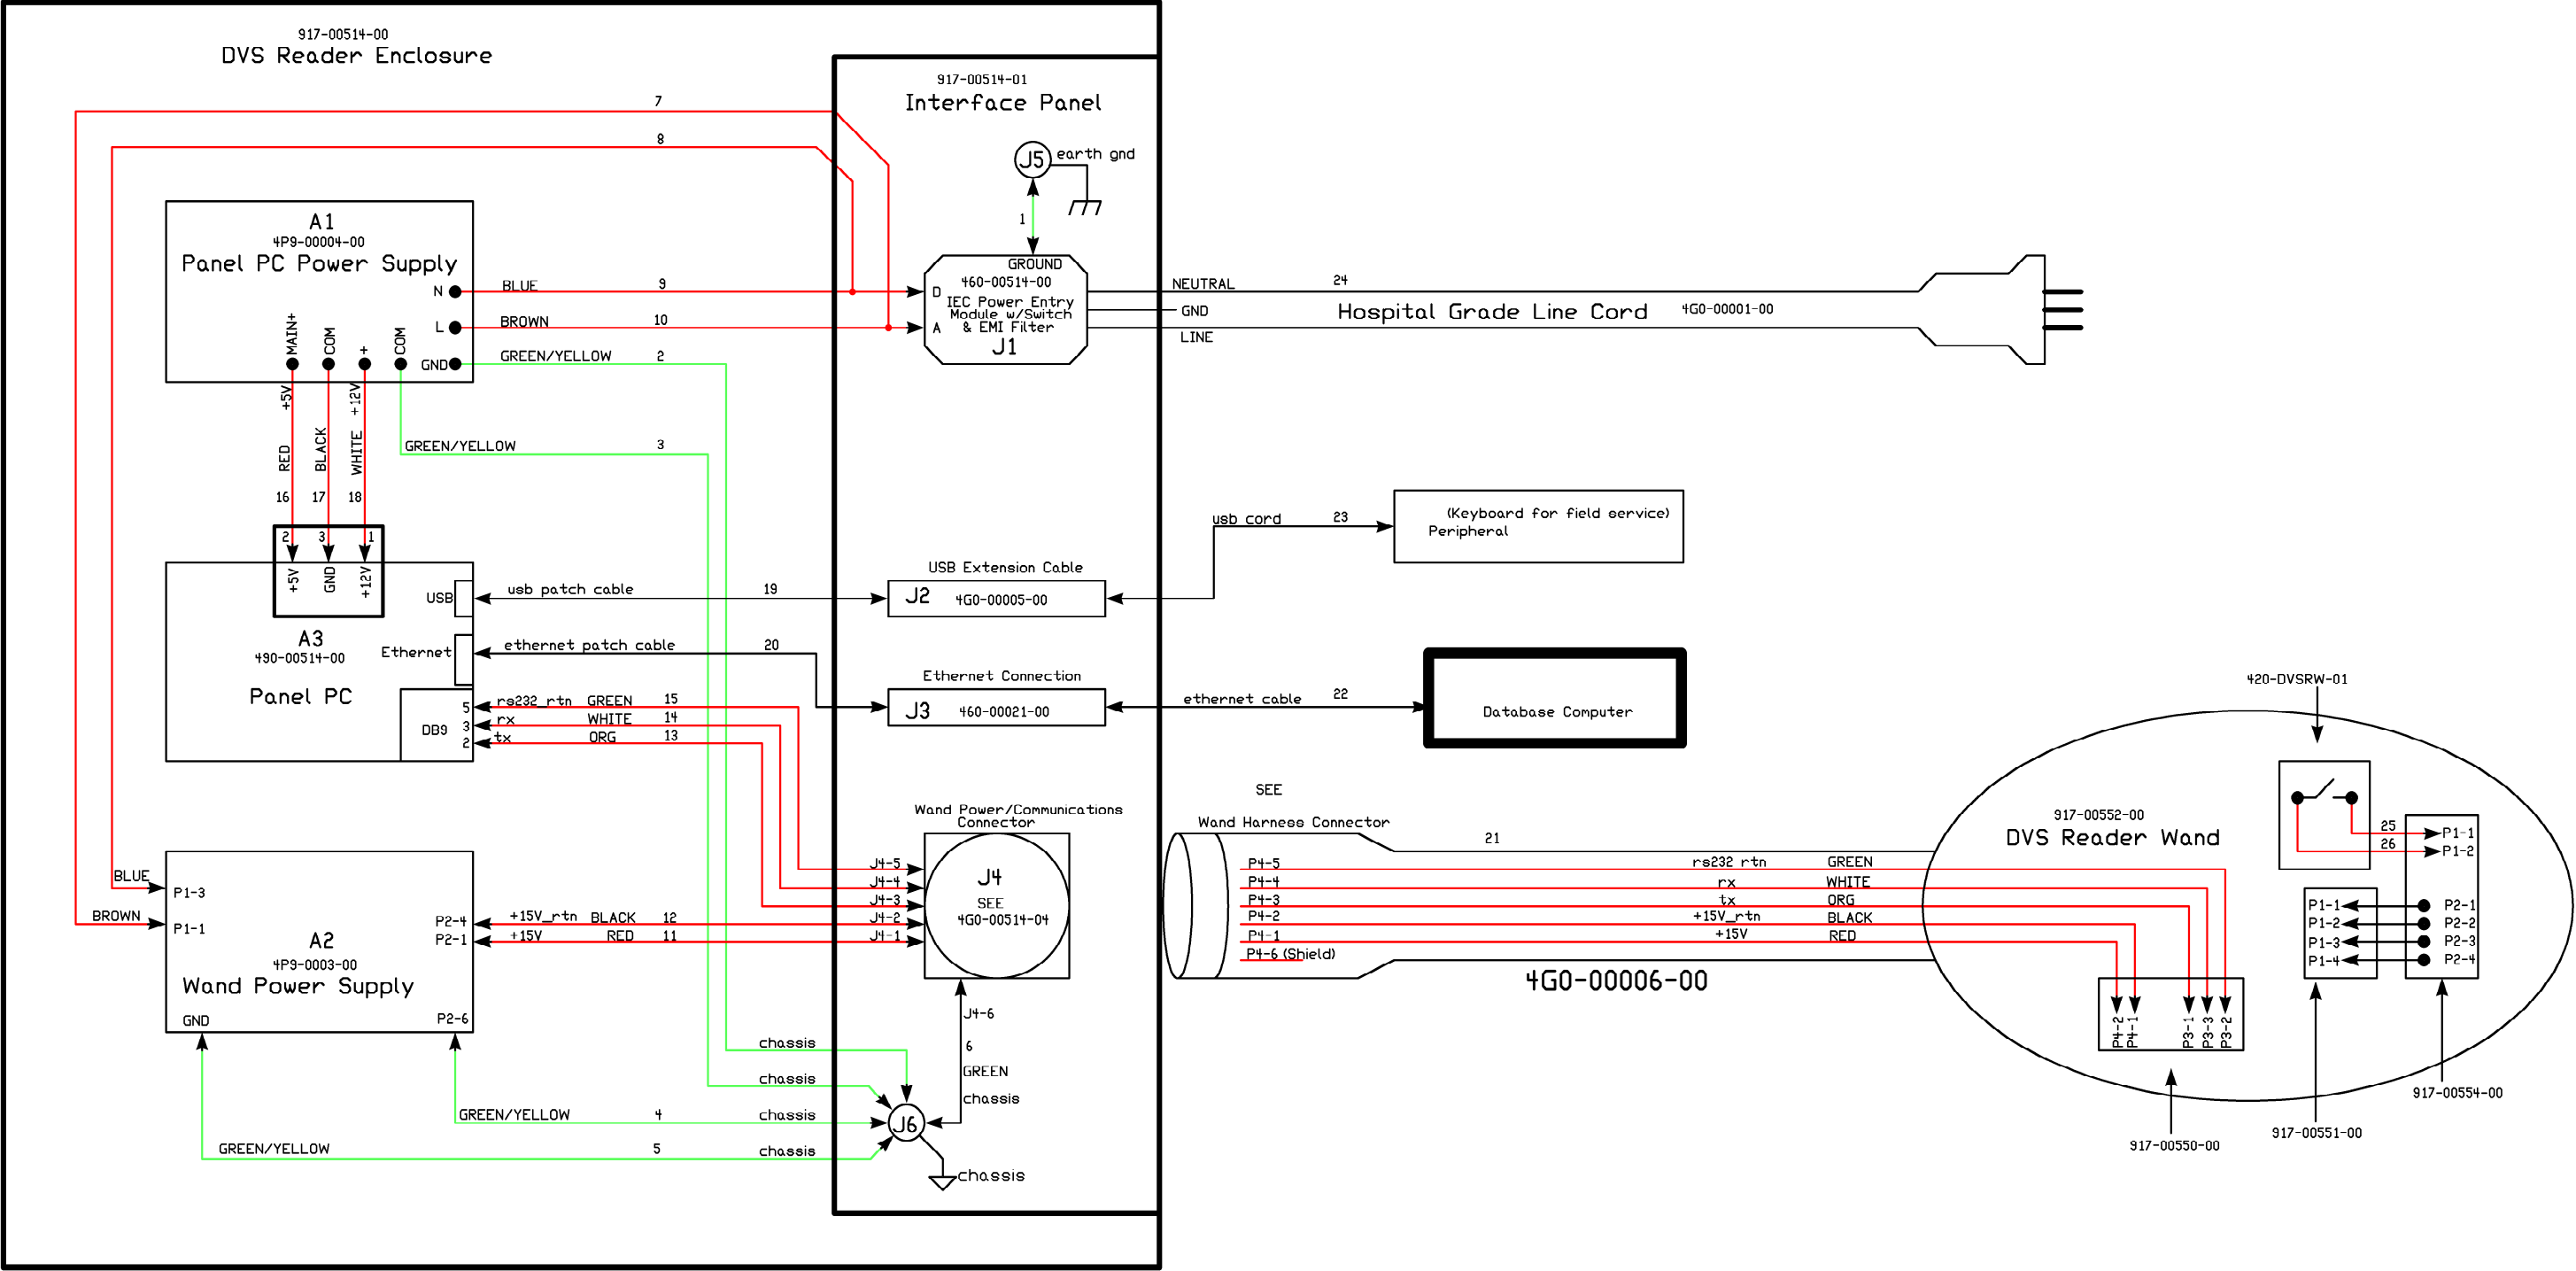 917-00514-00
DVS Reader Enclosure
917-00514-01
Interface Panel
7
8
J5
earth gnd
1
A1
4P9-00004-00
Panel PC Power Supply
N
L
GND
MAIN+
COM
+
COM
BLUE
9
BROWN
10
GREEN/YELLOW
2
GREEN/YELLOW
3
GROUND
460-00514-00
D
IEC Power Entry
Module w/Switch
A
& EMI Filter
J1
NEUTRAL
24
GND
LINE
Hospital Grade Line Cord
4G0-00001-00
+5V
+12V
RED
BLACK
WHITE
16
17
18
2
3
1
+5V
GND
+12V
A3
490-00514-00
Panel PC
USB
Ethernet
DB9
5
3
2
usb patch cable
19
ethernet patch cable
20
rs232_rtn
GREEN
15
rx
WHITE
14
tx
ORG
13
USB Extension Cable
J2
4G0-00005-00
usb cord
23
(Keyboard for field service)
Peripheral
Ethernet Connection
J3
460-00021-00
ethernet cable
22
Database Computer
BLUE
BROWN
P1-3
P1-1
A2
4P9-0003-00
Wand Power Supply
GND
P2-4
P2-1
P2-6
+15V_rtn
BLACK
12
+15V
RED
11
Wand Power/Communications
Connector
J4-5
J4-4
J4-3
J4-2
J4-1
J4
SEE
4G0-00514-04
J4-6
6
GREEN
chassis
chassis
chassis
GREEN/YELLOW
4
chassis
GREEN/YELLOW
5
chassis
J6
chassis
SEE
Wand Harness Connector
21
P4-5
rs232 rtn
GREEN
P4-4
rx
WHITE
P4-3
tx
ORG
P4-2
+15V_rtn
BLACK
P4-1
+15V
RED
P4-6 (Shield)
4G0-00006-00
420-DVSRW-01
917-00552-00
DVS Reader Wand
25
P1-1
26
P1-2
P1-1
P2-1
P1-2
P2-2
P1-3
P2-3
P1-4
P2-4
P4-2
P4-1
P3-1
P3-3
P3-2
917-00554-00
917-00551-00
917-00550-00